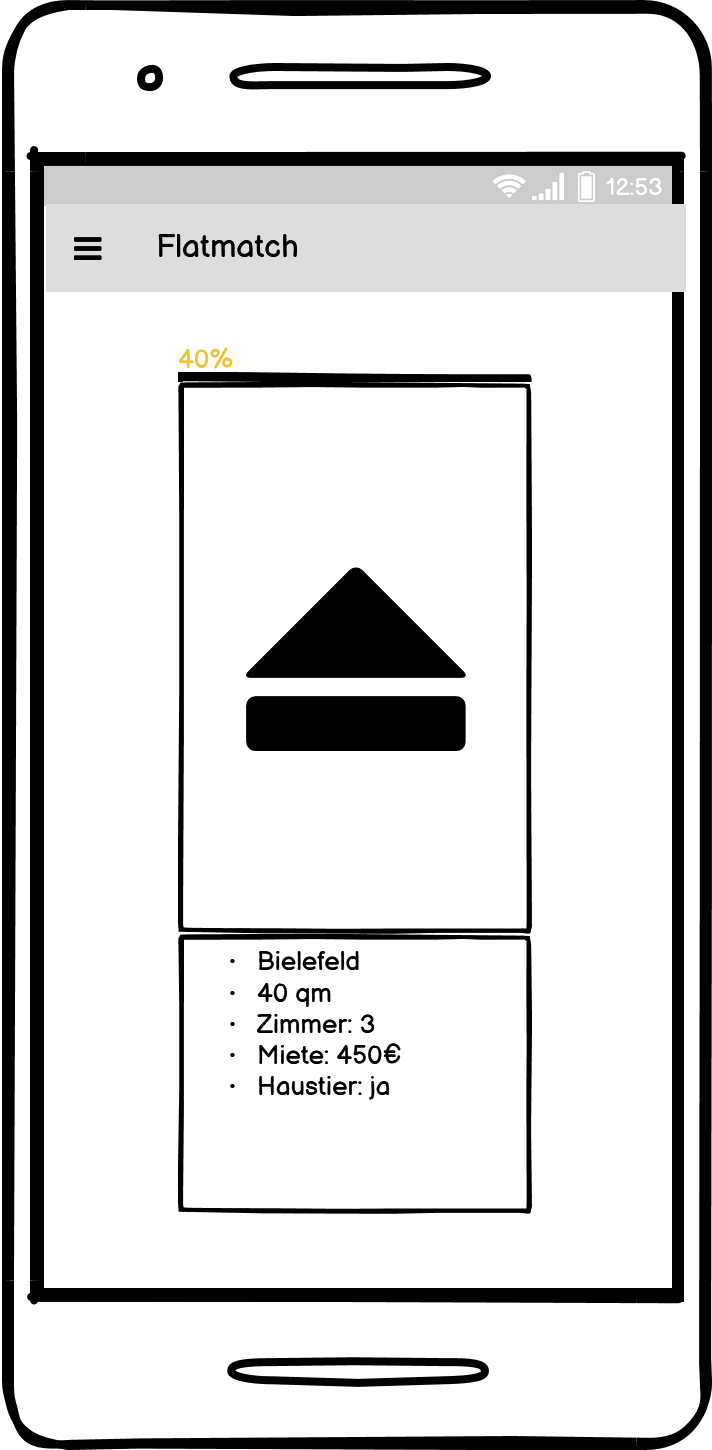 12:53
Flatmatch
40%
· Bielefeld
· 40 qm
· Zimmer: 3
· Miete: 450€
· Haustier: ja